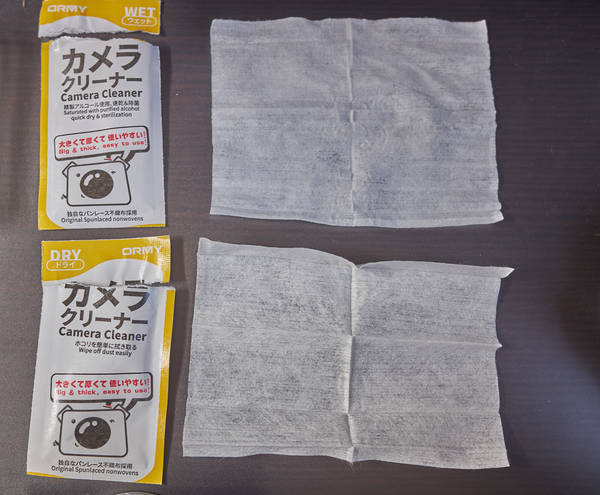 ORMY
WET
ウェット
カメラ
クリーナー
Camera Cleaner
精製アルコール使用、速乾&除菌
Saturated with purified alcohol
quick dry & sterilization
大きくて厚くて 使いやすい!
Big & thick, easy to use!
独自なパンレース不織布採用
Original Spunlaced nonwovens
DRY
ドライ
ORMY
カメラ
クリーナー
Camera Cleaner
ホコリを簡単に拭き取る
Wipe off dust easily
大きくて厚くて 使いやすい!
Big & thick, easy to use!
独自なパンレース不織布採用
Original Spunlaced nonwovens